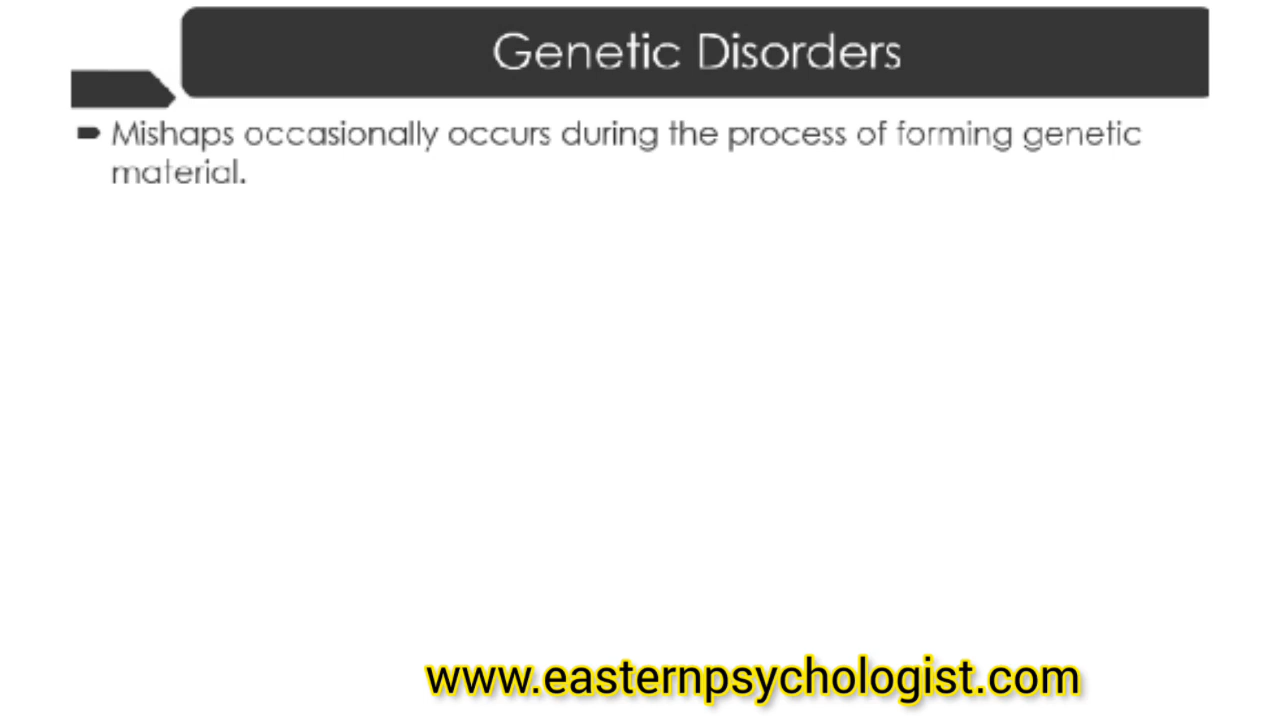 Genetic Disorders
Mishaps occasionally occurs during the process of forming genetic
material.
www.easternpsychologist.com